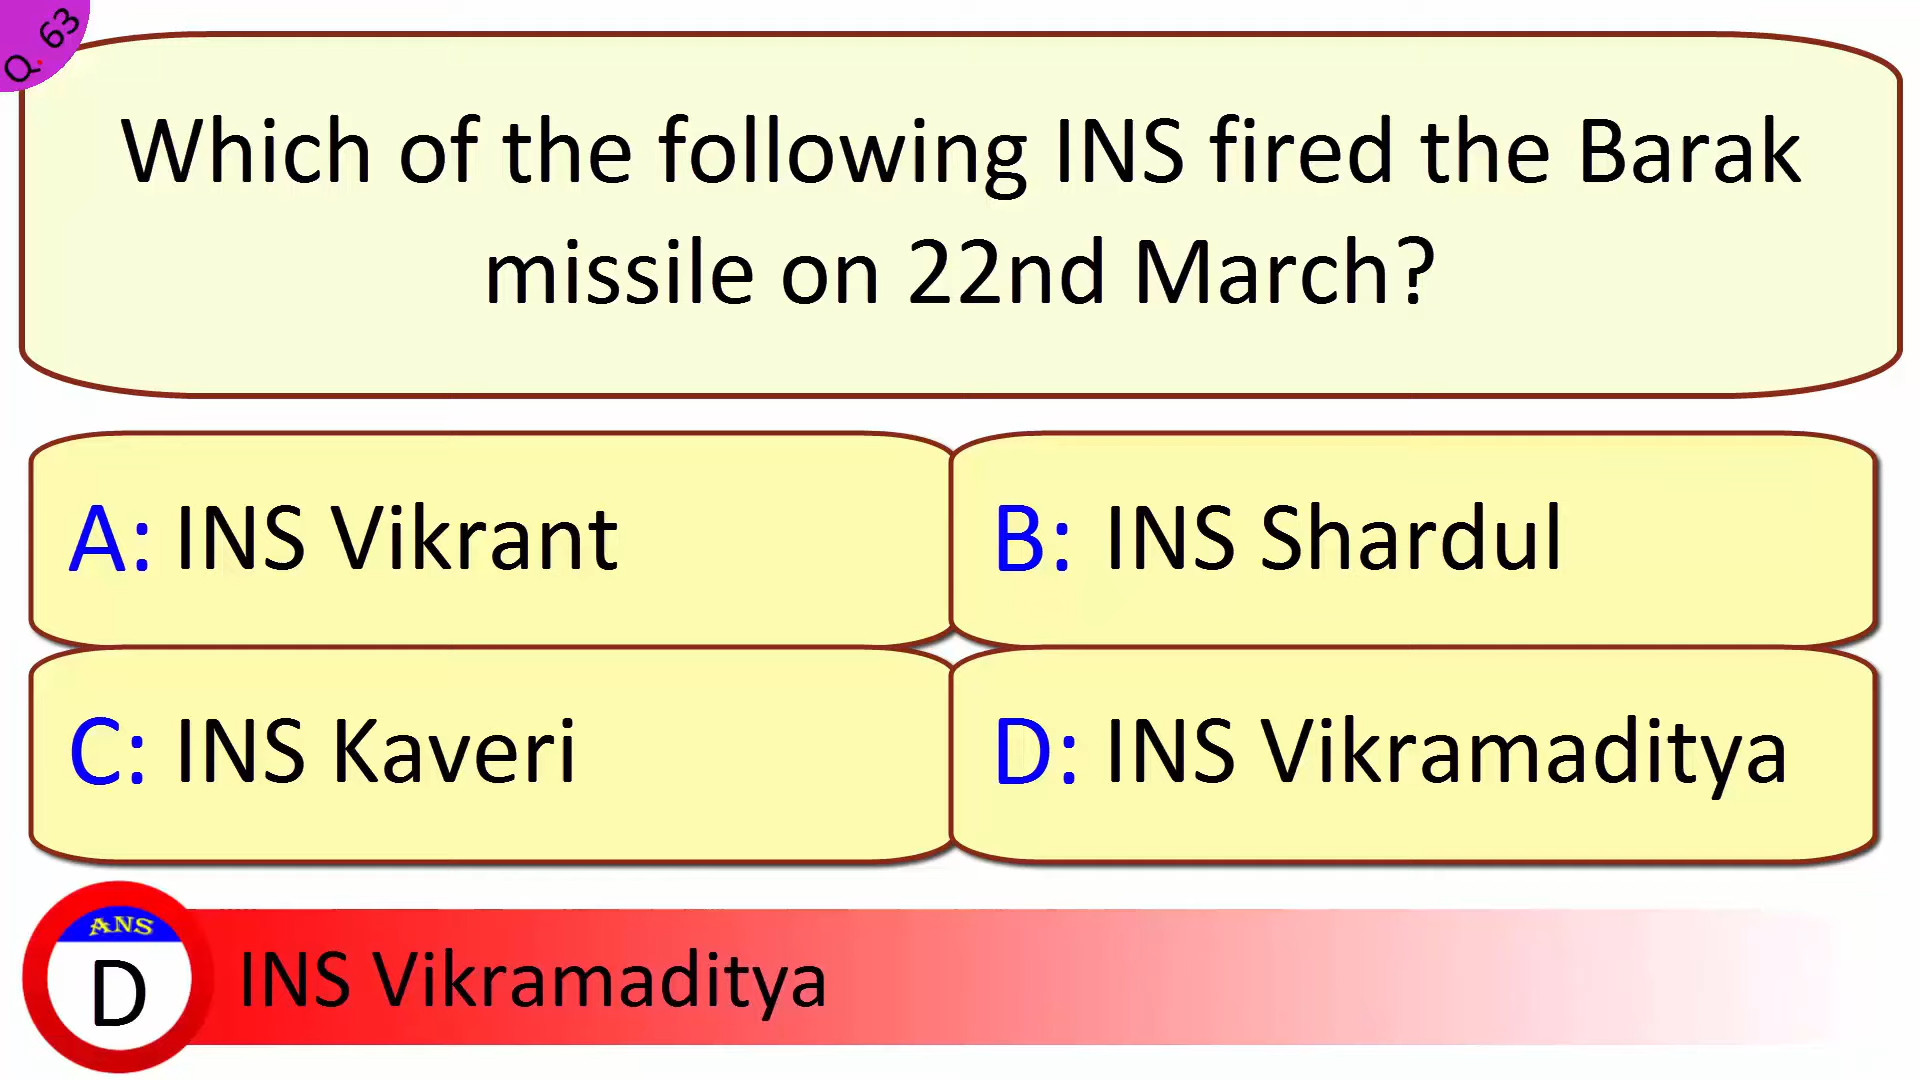 Q. 63
Which of the following INS fired the Barak
missile on 22nd March?
A: INS Vikrant
B: INS Shardul
C: INS Kaveri
D: INS Vikramaditya
ANS
D
INS Vikramaditya